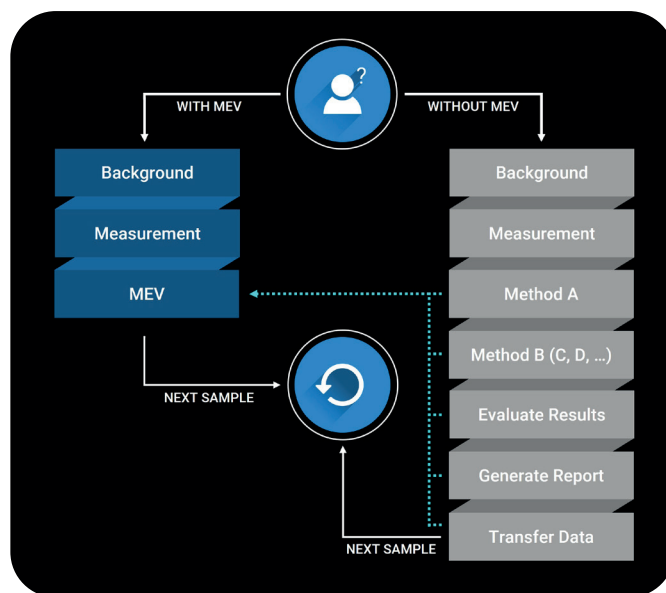 ?
WITH MEV
WITHOUT MEV
Background
Measurement
MEV
NEXT SAMPLE
Background
Measurement
Method A
Method B (C, D, ...)
Evaluate Results
Generate Report
Transfer Data
NEXT SAMPLE